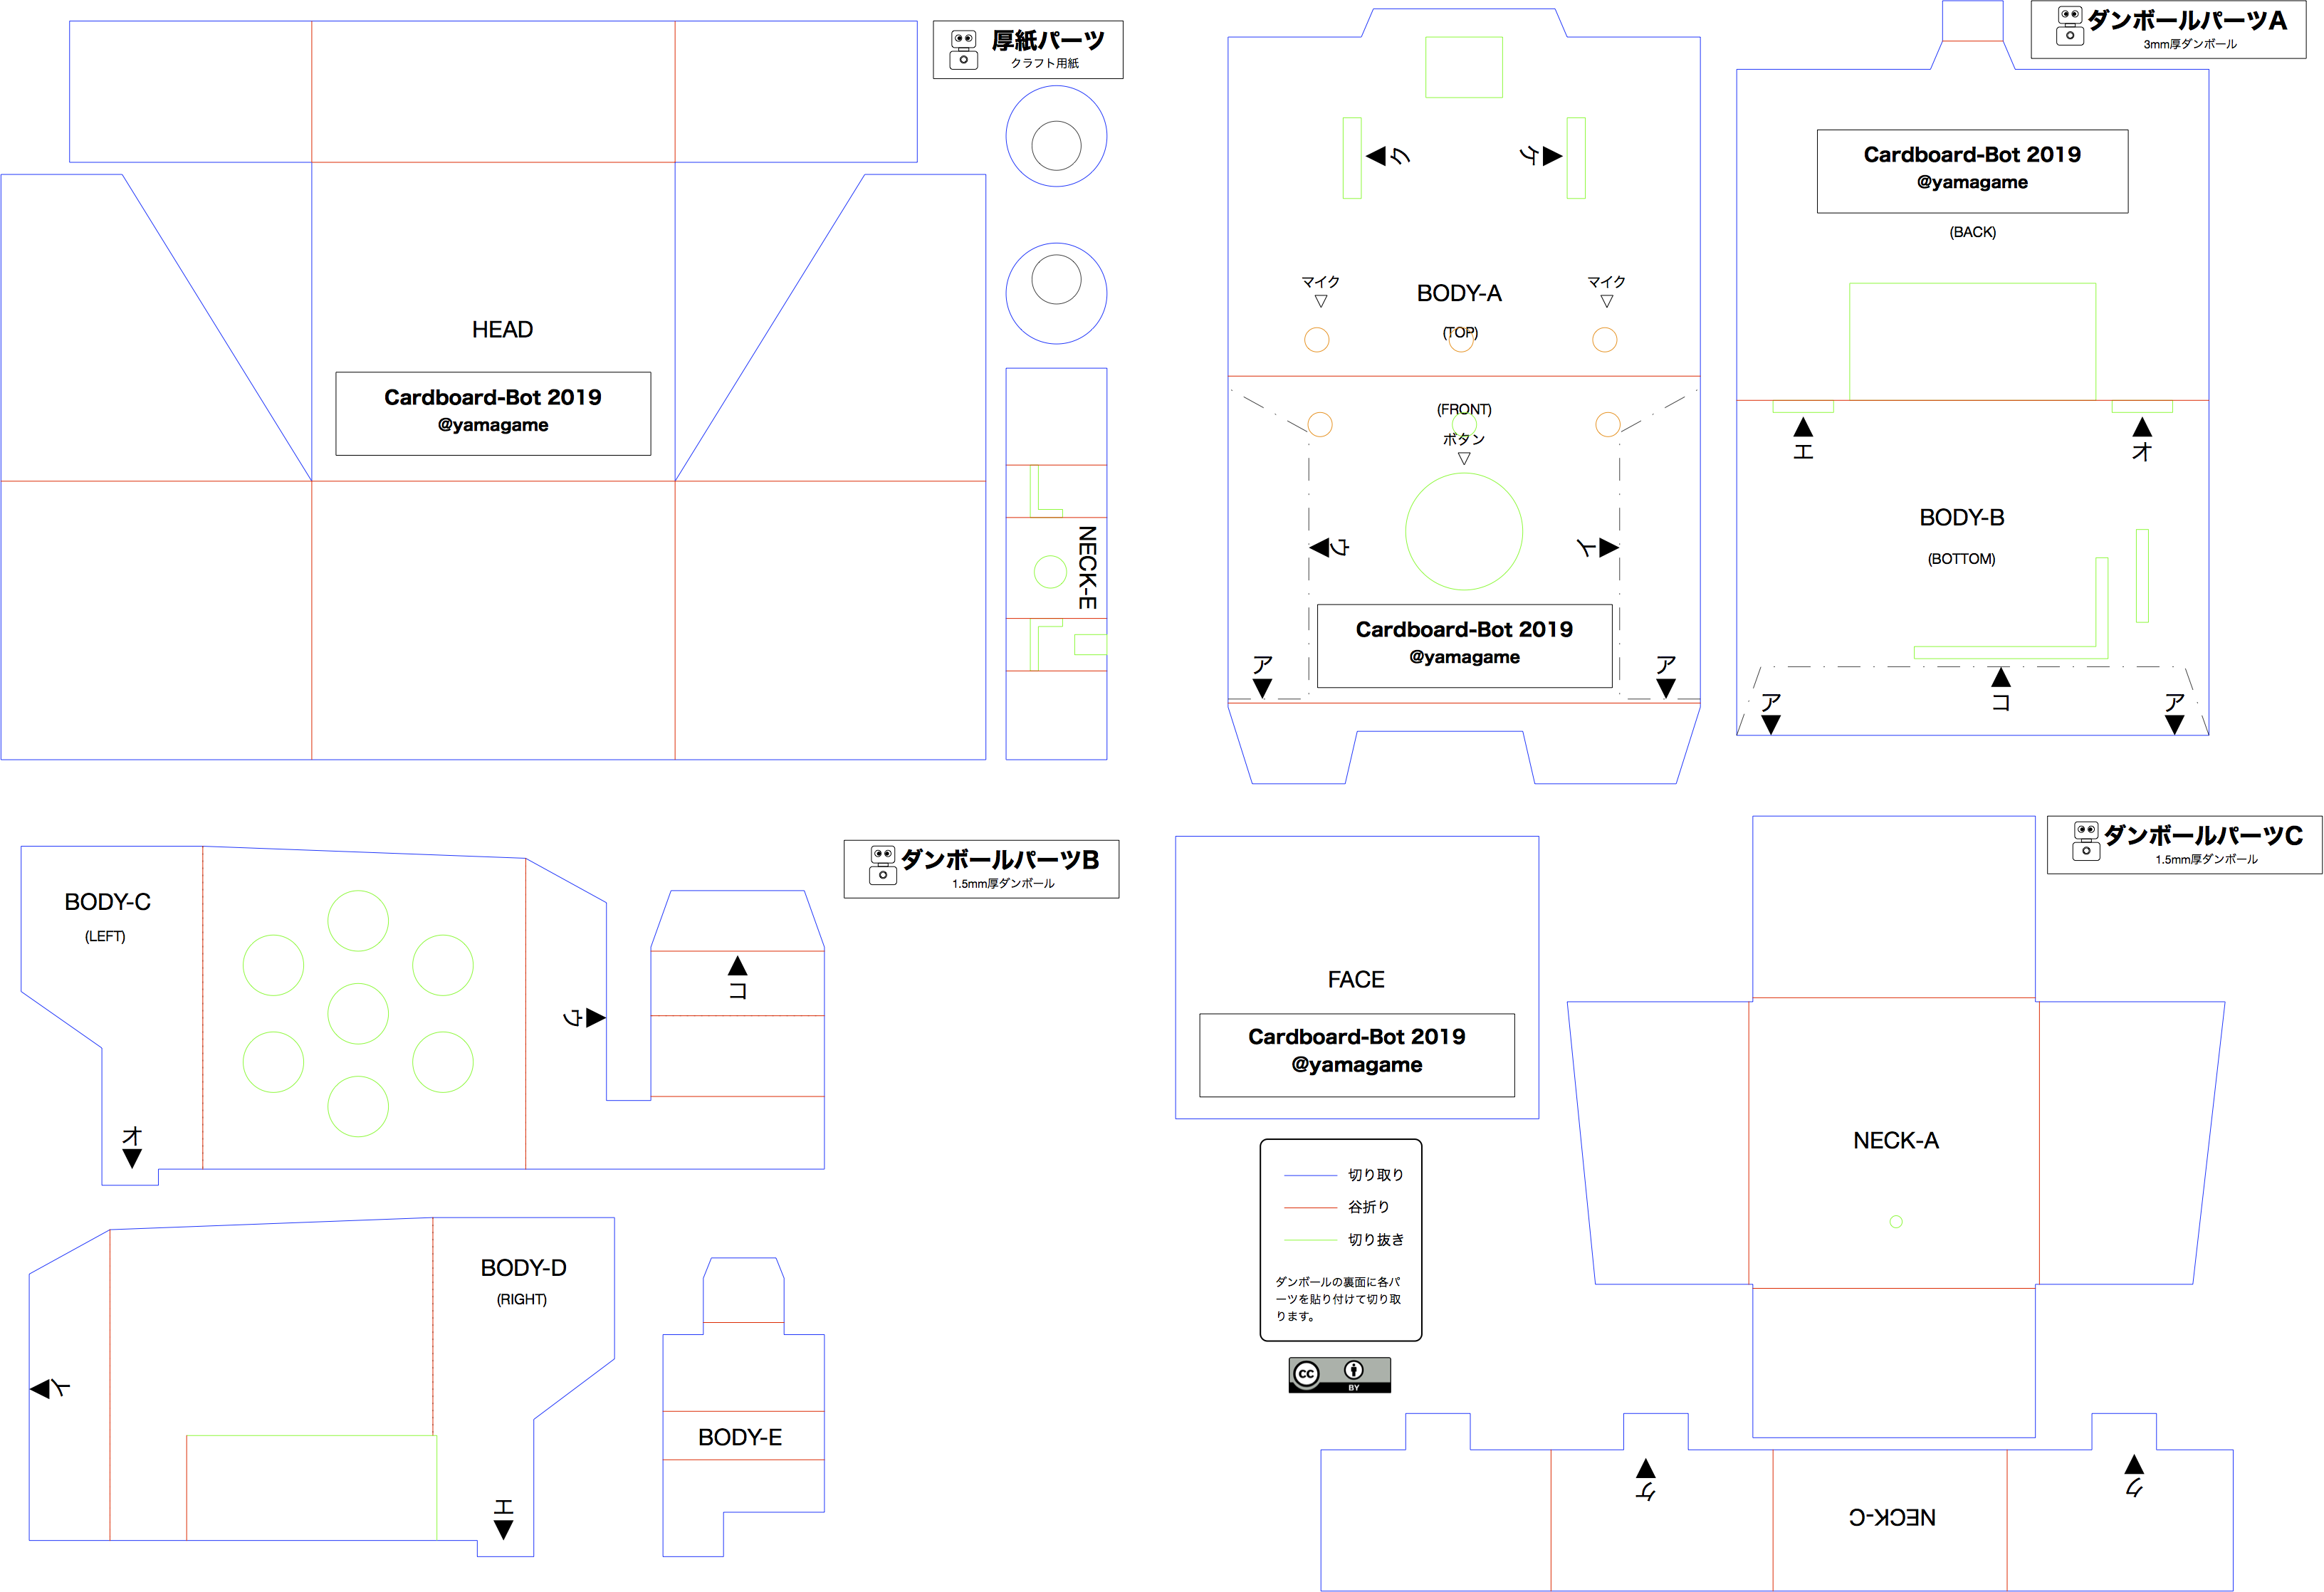 厚紙パーツ
クラフト用紙
HEAD
Cardboard-Bot 2019
@yamagame
NECK-E
ダンボールパーツA
3mm厚ダンボール
ク
ケ
マイク
マイク
BODY-A
(TOP)
(FRONT)
ボタン
ウ
イ
Cardboard-Bot 2019
@yamagame
ア
ア
Cardboard-Bot 2019
@yamagame
(BACK)
エ
オ
BODY-B
(BOTTOM)
ア
コ
ア
ダンボールパーツB
1.5mm厚ダンボール
BODY-C
(LEFT)
ウ
コ
オ
BODY-D
(RIGHT)
イ
エ
BODY-E
ダンボールパーツC
1.5mm厚ダンボール
FACE
Cardboard-Bot 2019
@yamagame
切り取り
谷折り
切り抜き
ダンボールの裏面に各パ
ーツを貼り付けて切り取
ります。
cc
BY
NECK-A
ケ
ク
NECK-C